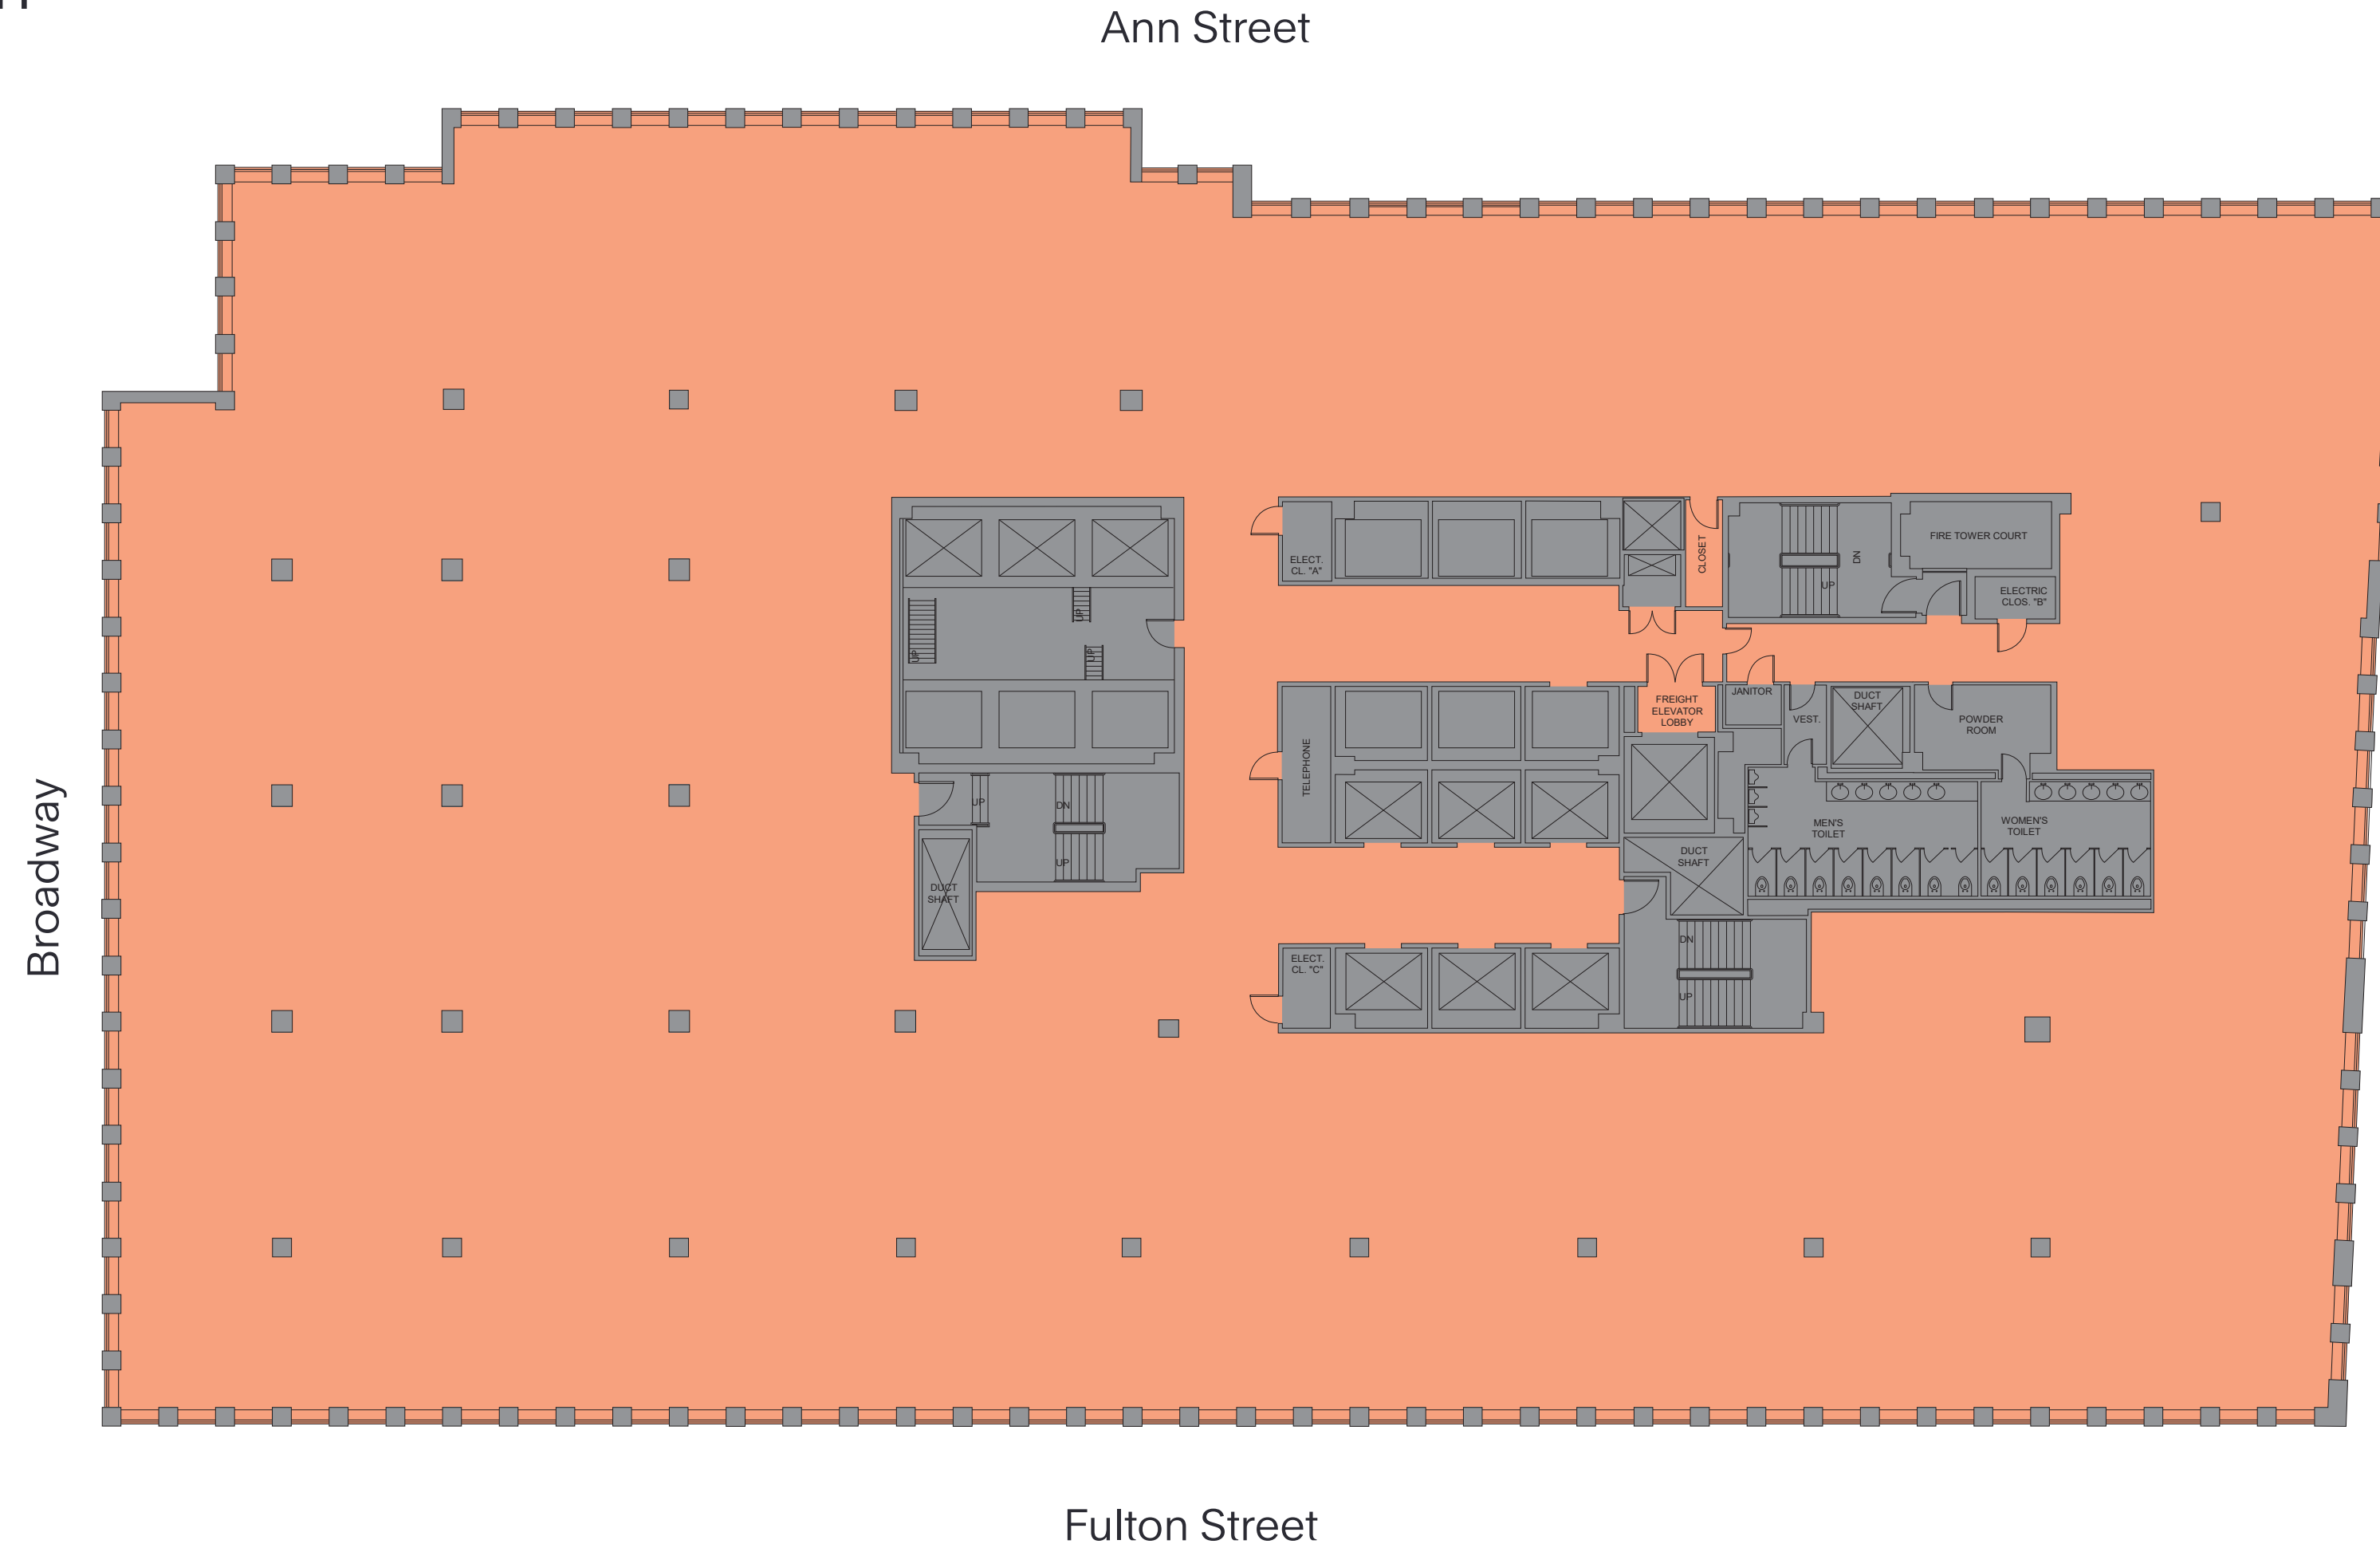 Ann Street
Broadway
ELECT.
CL. "A"
CLOSET
UP
DN
FIRE TOWER COURT
ELECTRIC
CLOS. "B"
UP
UP
UP
FREIGHT
ELEVATOR
LOBBY
JANITOR
VEST.
DUCT
SHAFT
POWDER
ROOM
TELEPHONE
UP
DN
UP
DUCT
SHAFT
MEN'S
TOILET
WOMEN'S
TOILET
DUCT
SHAFT
DN
UP
ELECT.
CL. "C"
Fulton Street